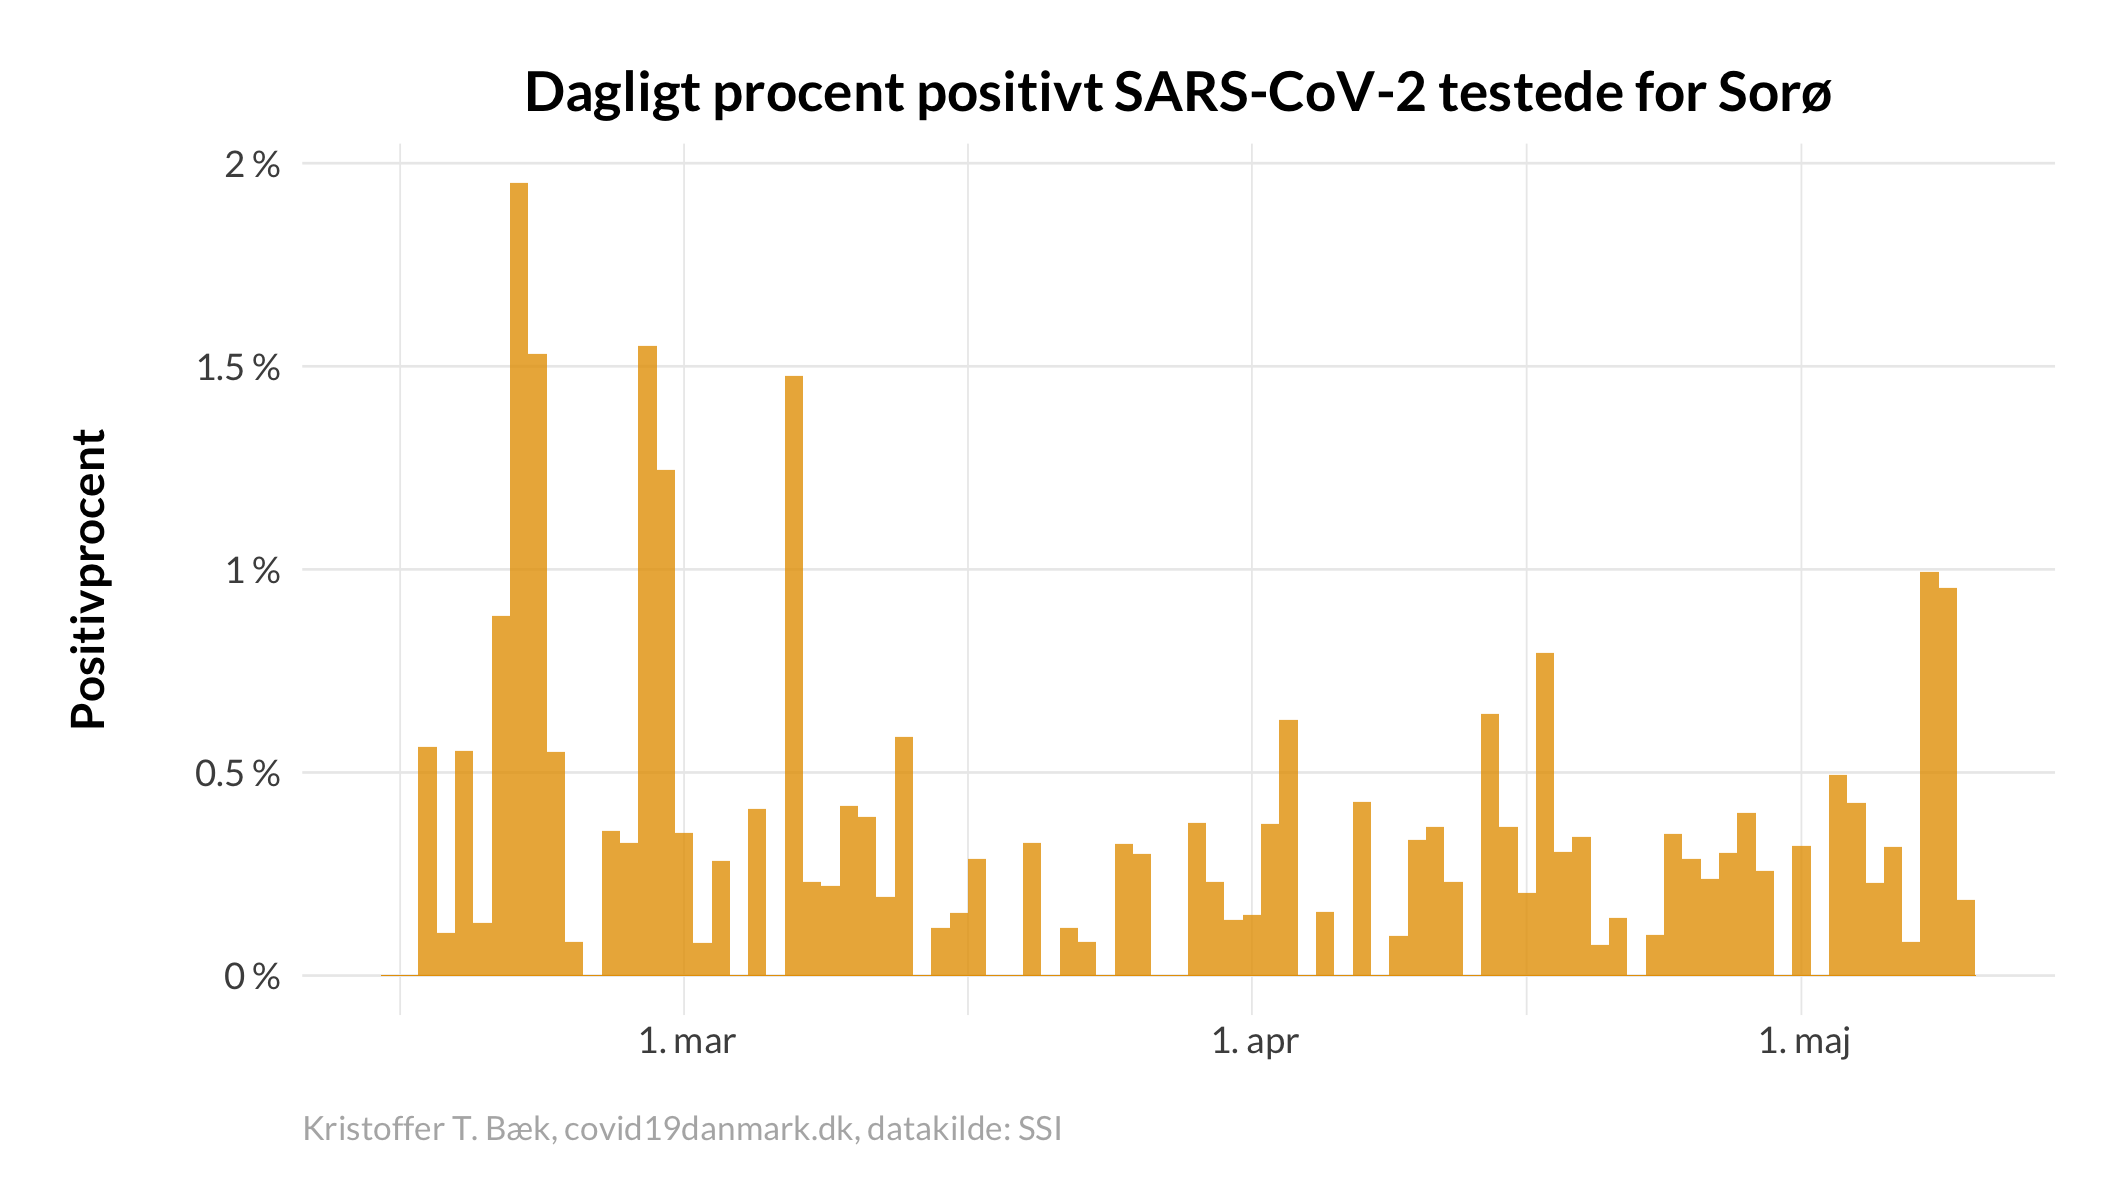 Dagligt procent positivt SARS-CoV-2 testede for Sorø
Positivprocent
2 %
1.5 %
1 %
0.5 %
0 %
1. mar
1. apr
1. maj
Kristoffer T. Bæk, covid19danmark.dk, datakilde: SSI